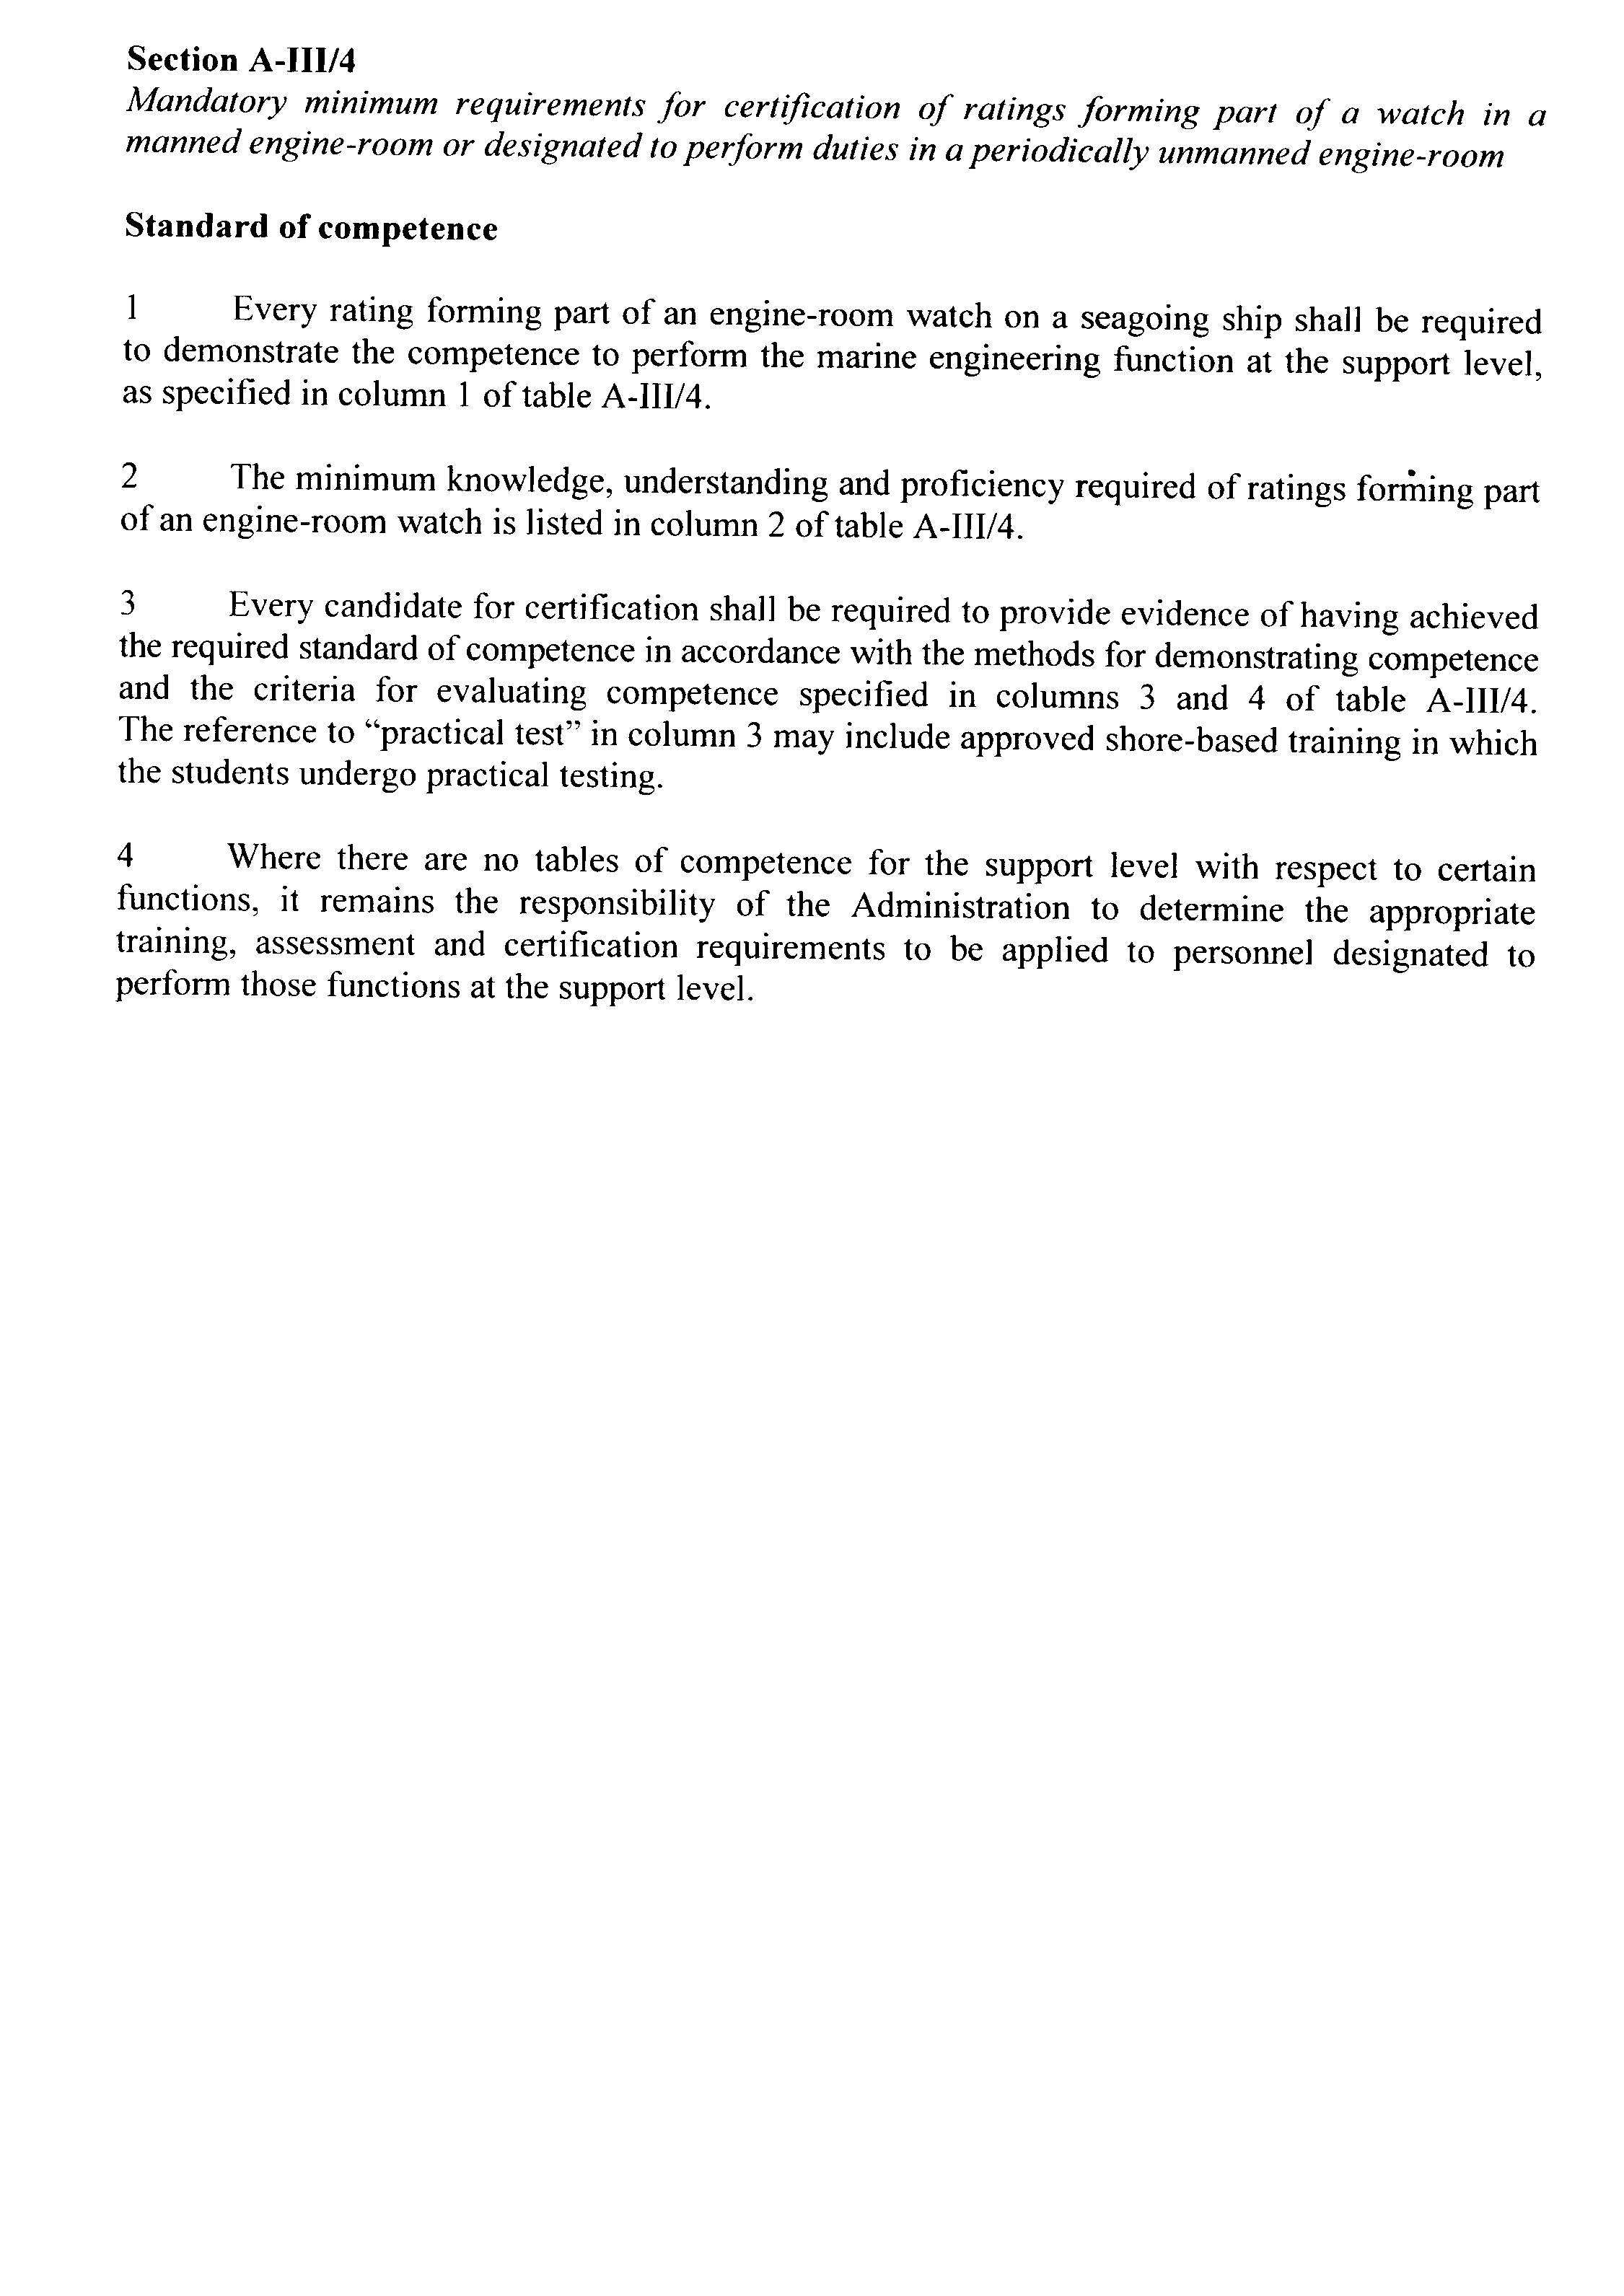 Section A-III/4
Mandatory minimum requirements for certification of ratings forming part of a watch in a
manned engine-room or designated to perform duties in a periodically unmanned engine-room
Standard of competence
1 Every rating forming part of an engine-room watch on a seagoing ship shall be required
to demonstrate the competence to perform the marine engineering function at the support level,
as specified in column 1 of table A-III/4.
2 The minimum knowledge, understanding and proficiency required of ratings forming part
of an engine-room watch is listed in column 2 of table A-III/4.
3 Every candidate for certification shall be required to provide evidence of having achieved
the required standard of competence in accordance with the methods for demonstrating competence
and the criteria for evaluating competence specified in columns 3 and 4 of table A-III/4.
The reference to “practical test” in column 3 may include approved shore-based training in which
the students undergo practical testing.
4 Where there are no tables of competence for the support level with respect to certain
functions, it remains the responsibility of the Administration to determine the appropriate
training, assessment and certification requirements to be applied to personnel designated to
perform those functions at the support level.